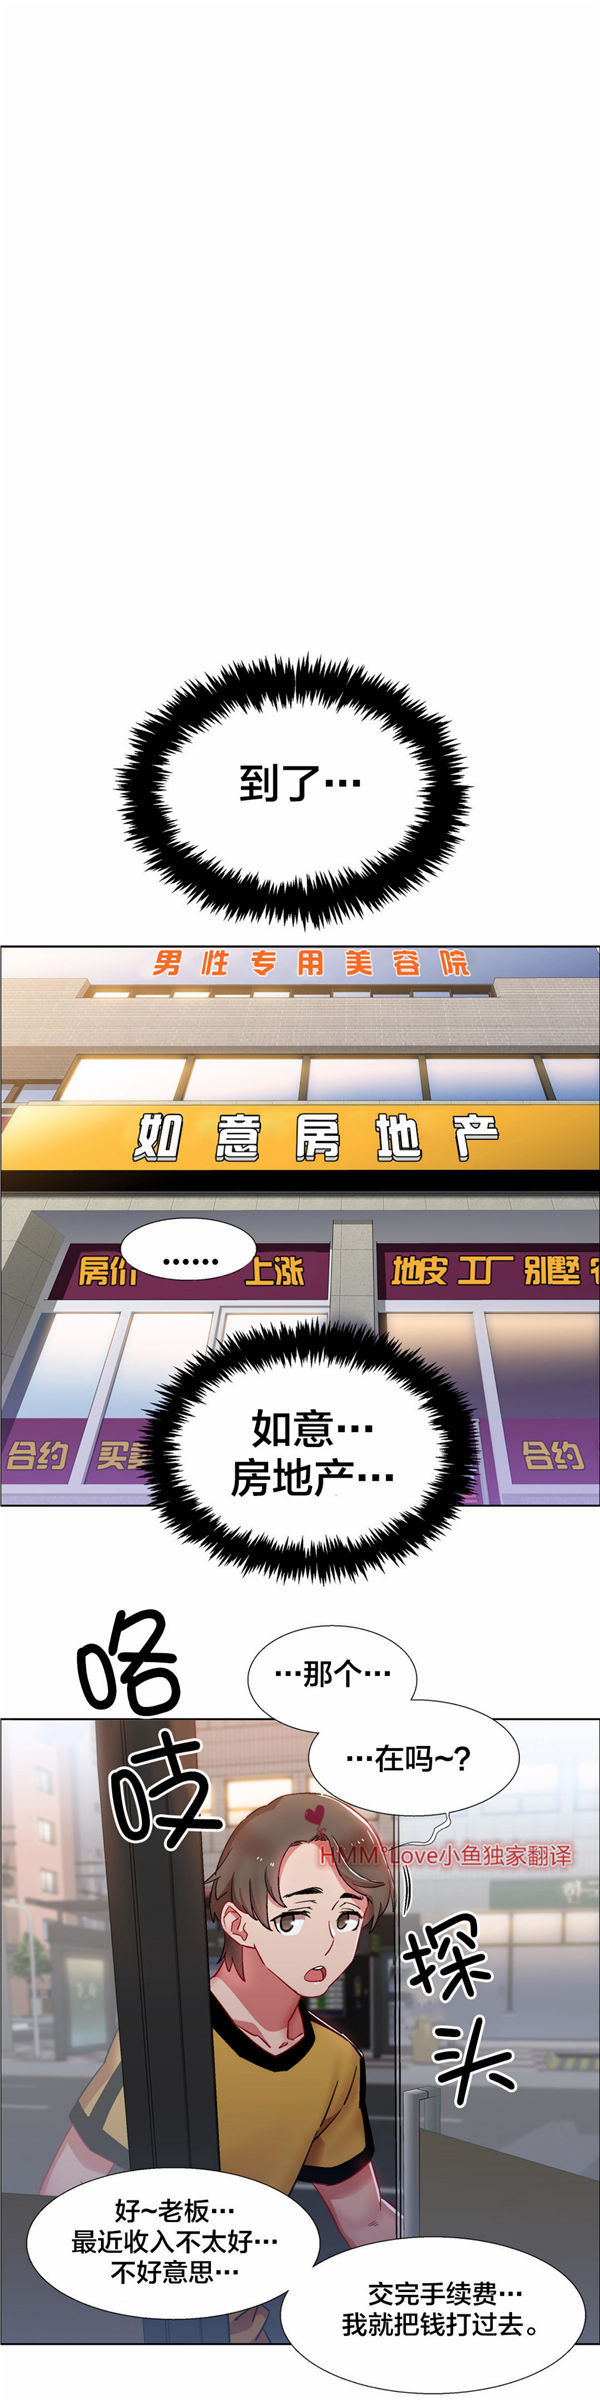 到了…
男性专用美容院
如意房地产
……
房价 上涨
地皮 工厂 别墅
合约 买
合约
如意…
房地产…
咯吱
…那个…
…在吗~?
HMM°Love小鱼独家翻译
探头
好~老板…
最近收入不太好…
不好意思…
交完手续费…
我就把钱打过去。